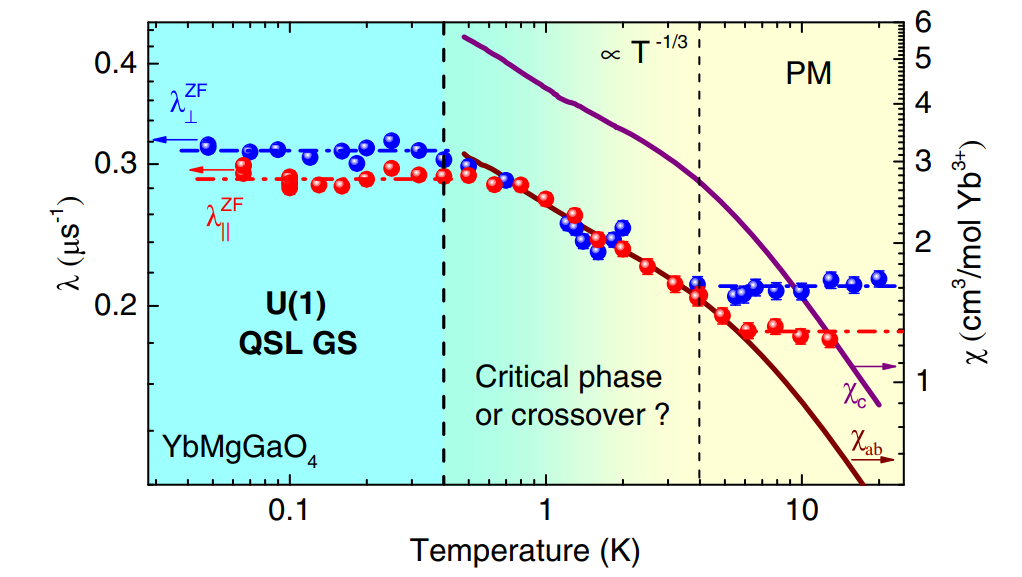 0.4
0.3
0.2
λ (μs⁻¹)
λ⊥ᶻᶠ
λ||ᶻᶠ
U(1)
QSL GS
YbMgGaO₄
∝ T ⁻¹/³
Critical phase
or crossover ?
PM
χc
χab
6
5
4
3
2
1
χ (cm³/mol Yb³⁺)
0.1 1 10
Temperature (K)